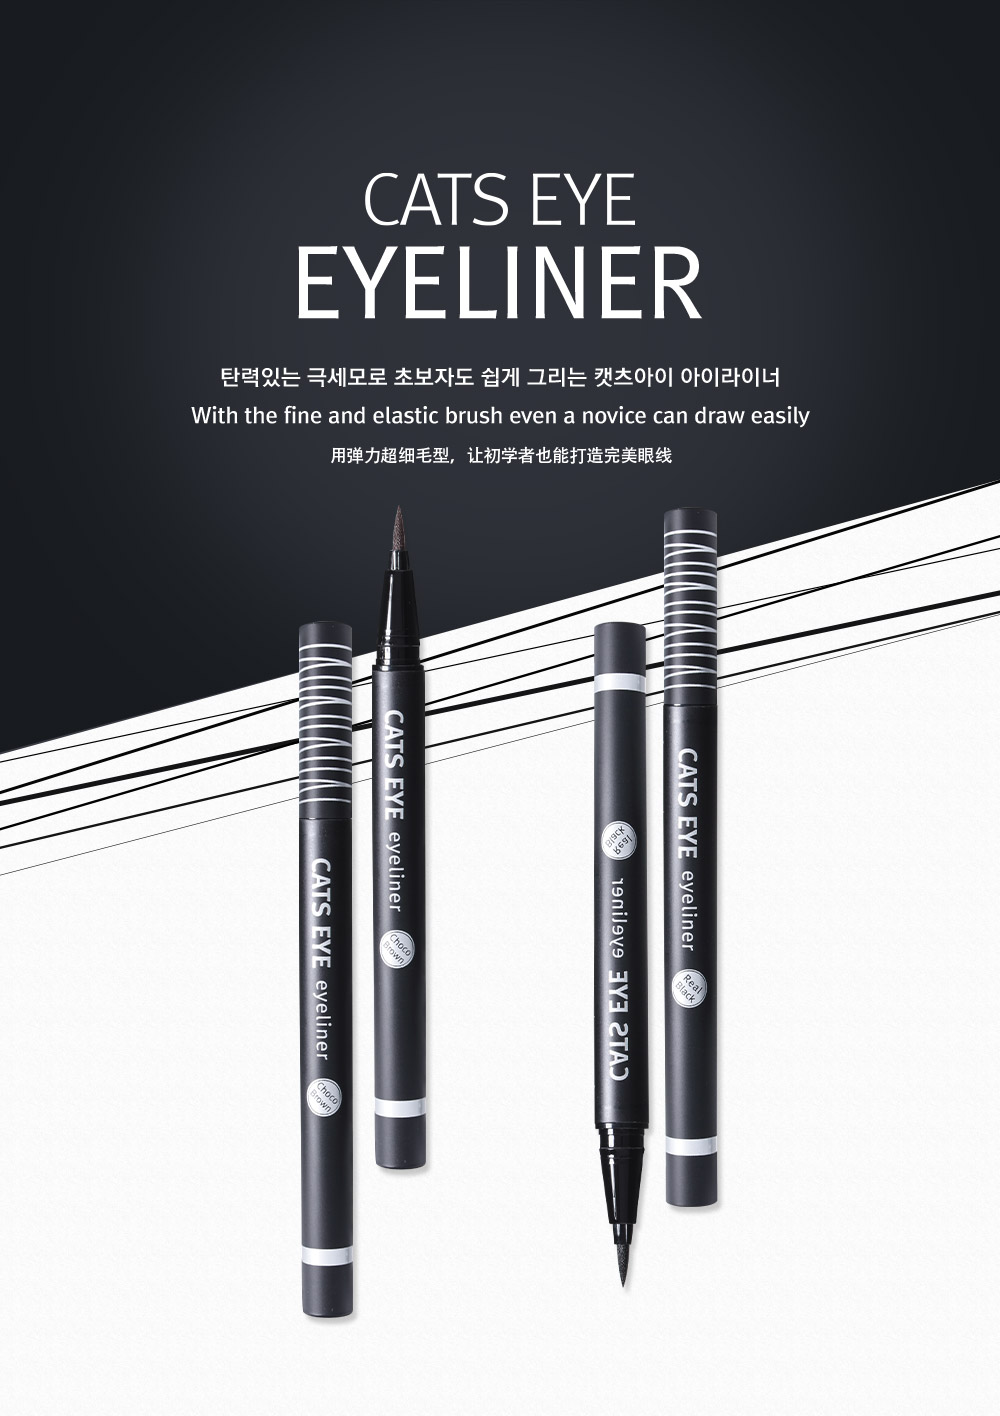 CATS EYE
EYELINER
탄력있는 극세모로 초보자도 쉽게 그리는 캣츠아이 아이라이너
With the fine and elastic brush even a novice can draw easily
用弹力超细毛型，让初学者也能打造完美眼线
CATS EYE eyeliner
Choco
Brown
CATS EYE eyeliner
Choco
Brown
CATS EYE eyeliner
Real
Black
CATS EYE eyeliner
Real
Black